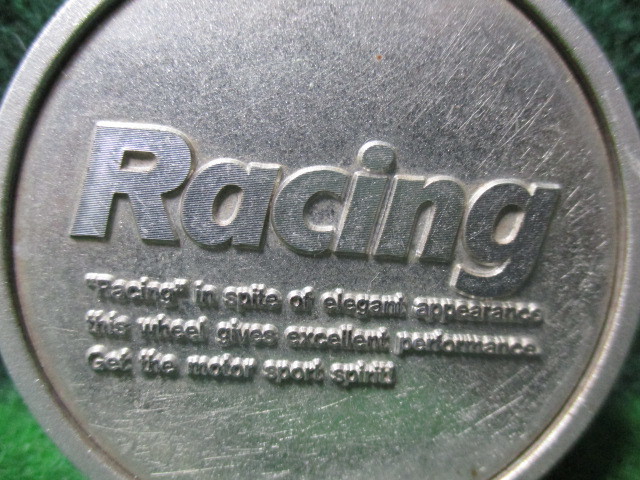 Racing
"Racing" in spite of elegant appearance
this wheel gives excellent performance.
Get the motor sport spirit!